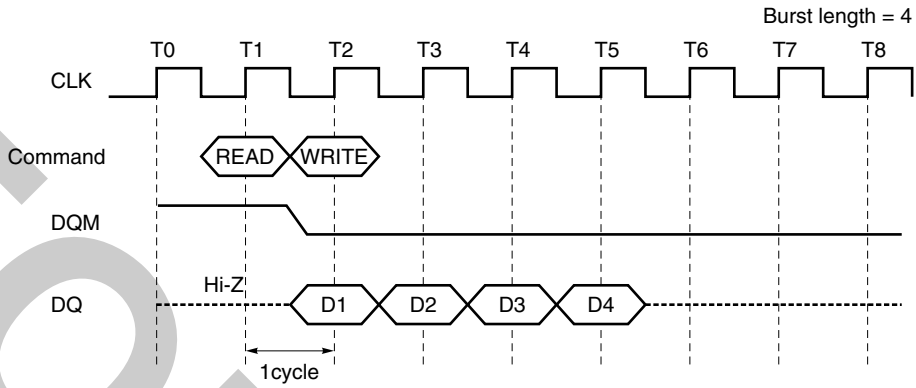 Burst length = 4
T0 T1 T2 T3 T4 T5 T6 T7 T8
CLK
Command READ WRITE
DQM
Hi-Z
DQ D1 D2 D3 D4
1cycle